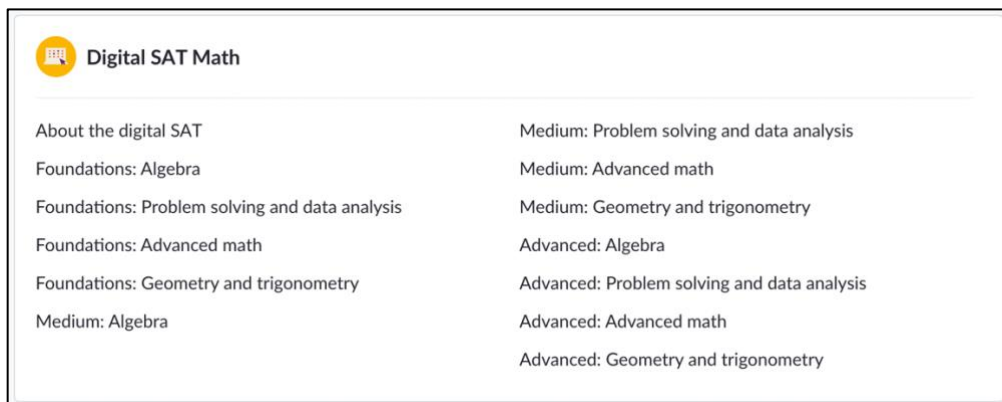 Digital SAT Math
About the digital SAT
Foundations: Algebra
Foundations: Problem solving and data analysis
Foundations: Advanced math
Foundations: Geometry and trigonometry
Medium: Algebra
Medium: Problem solving and data analysis
Medium: Advanced math
Medium: Geometry and trigonometry
Advanced: Algebra
Advanced: Problem solving and data analysis
Advanced: Advanced math
Advanced: Geometry and trigonometry